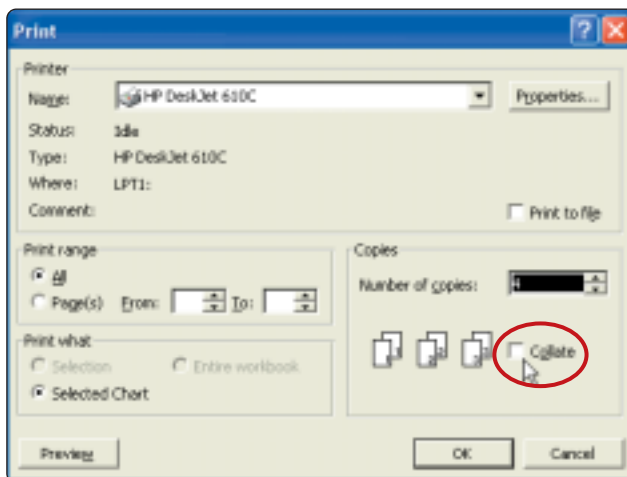 Print
Printer
Name: HP DeskJet 610C Properties...
Status: Idle
Type: HP DeskJet 610C
Where: LPT1:
Comment: Print to file
Print range
All
Page(s) From: To:
Copies
Number of copies:
Collate
Print what
Selection Entire workbook
Selected Chart
Preview OK Cancel